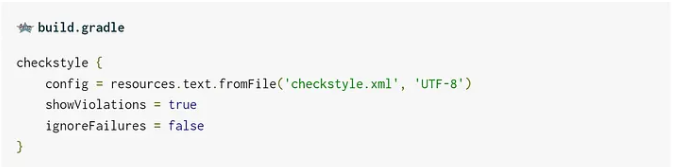 build.gradle
checkstyle {
    config = resources.text.fromFile('checkstyle.xml', 'UTF-8')
    showViolations = true
    ignoreFailures = false
}